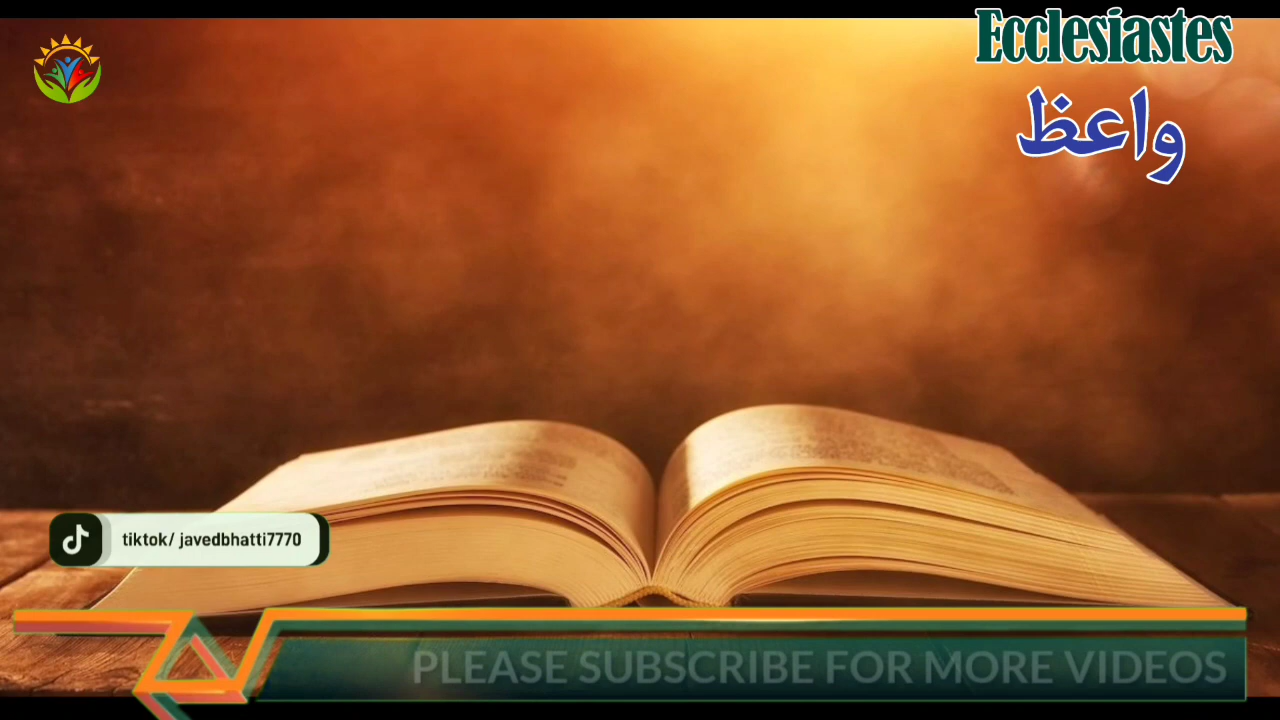 Ecclesiastes
واعظ
tiktok/ javedbhatti7770
PLEASE SUBSCRIBE FOR MORE VIDEOS